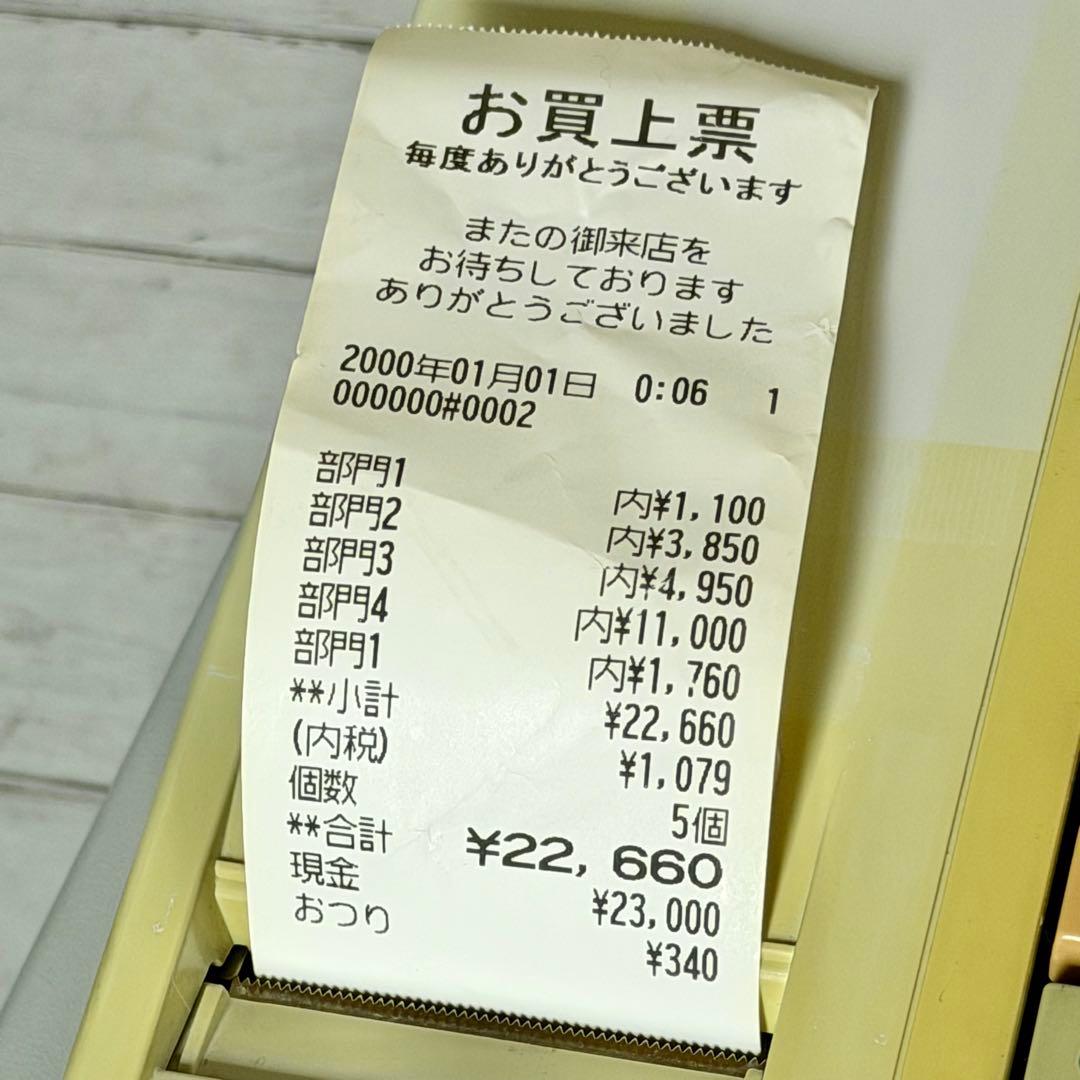 お買上票
毎度ありがとうございます
またの御来店を
お待ちしております
ありがとうございました
2000年01月01日 0:06 1
000000#0002
部門1 内¥1,100
部門2 内¥3,850
部門3 内¥4,950
部門4 内¥11,000
部門1 内¥1,760
**小計 ¥22,660
(内税) ¥1,079
個数 5個
**合計 ¥22,660
現金 ¥23,000
おつり ¥340